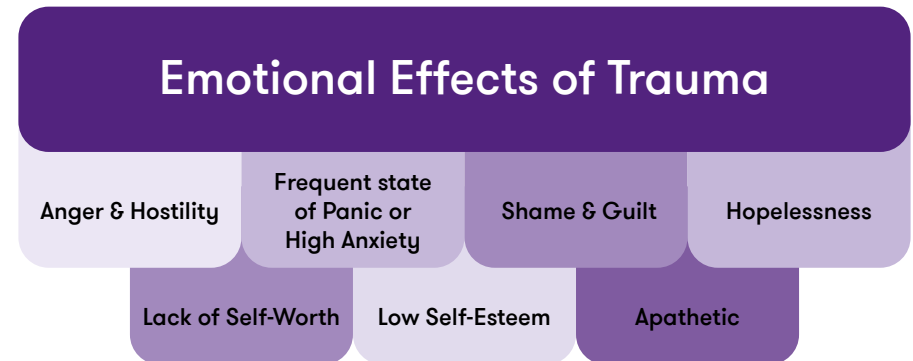 Emotional Effects of Trauma
Anger & Hostility
Frequent state
of Panic or
High Anxiety
Shame & Guilt
Hopelessness
Lack of Self-Worth
Low Self-Esteem
Apathetic